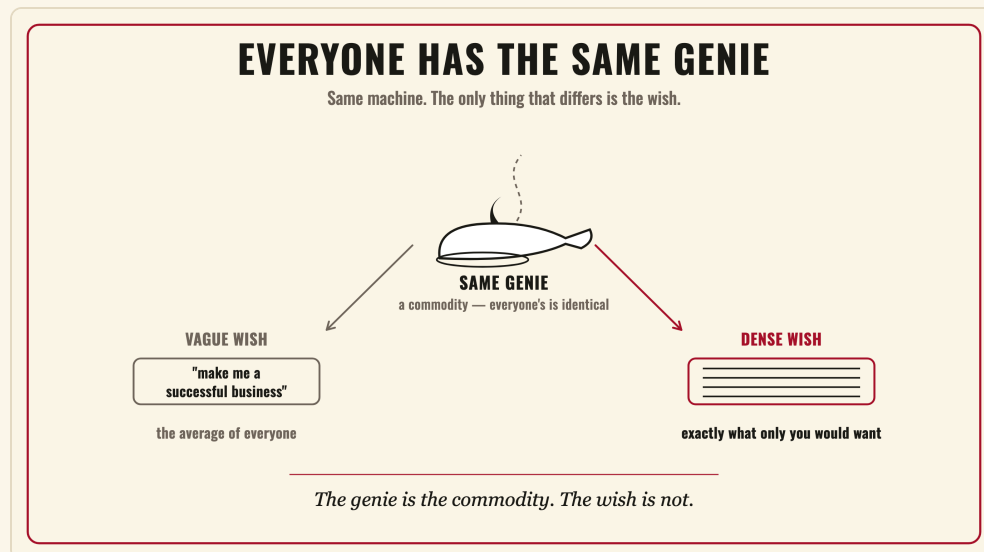 EVERYONE HAS THE SAME GENIE
Same machine. The only thing that differs is the wish.
SAME GENIE
a commodity — everyone's is identical
VAGUE WISH
"make me a
successful business"
the average of everyone
DENSE WISH
exactly what only you would want
The genie is the commodity. The wish is not.